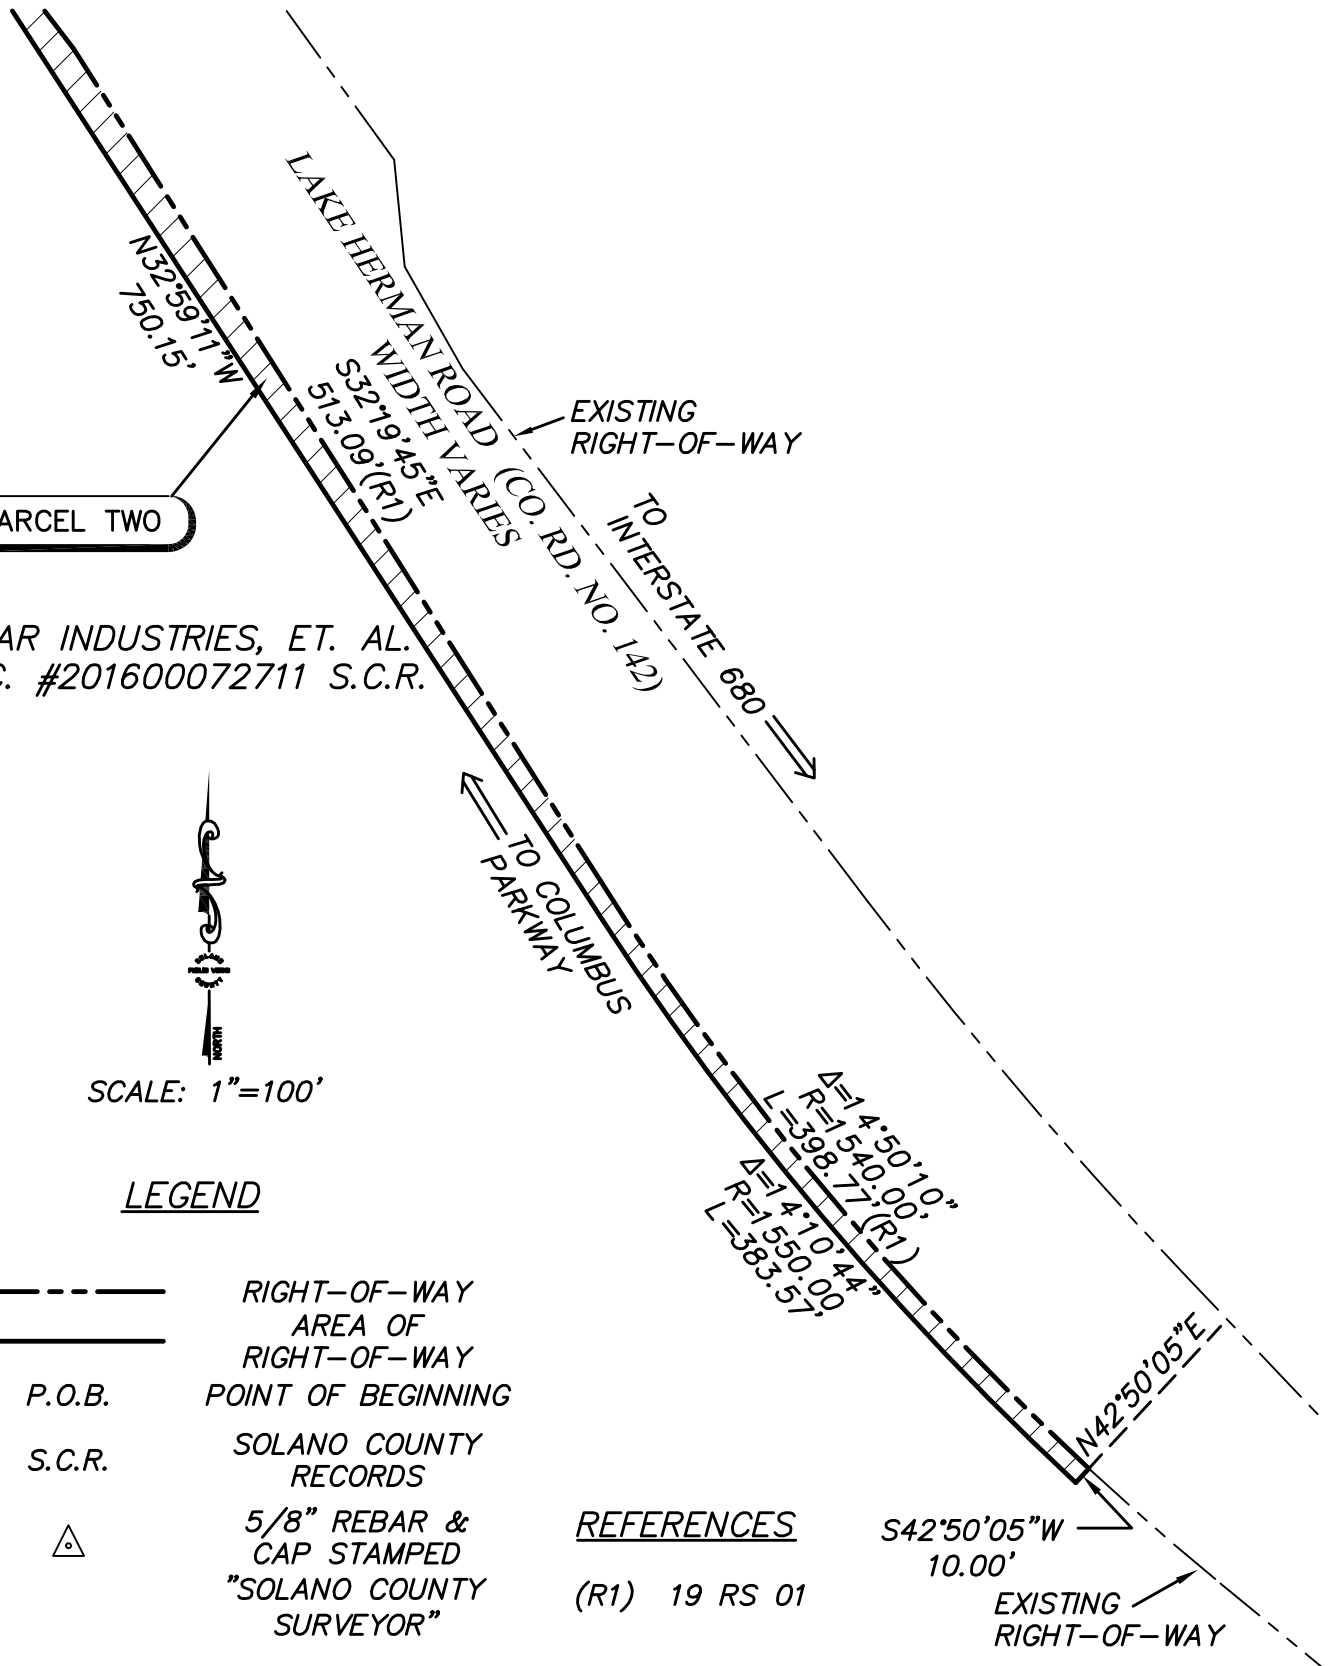 LAKE HERMAN ROAD (CO. RD. NO. 142)
WIDTH VARIES
N32°59'11"W
750.15'
S32°19'45"E
513.09'(R1)
EXISTING
RIGHT-OF-WAY
TO
INTERSTATE 680
ARCEL TWO
AR INDUSTRIES, ET. AL.
C. #201600072711 S.C.R.
TO COLUMBUS
PARKWAY
SOLANO
COUNTY
NORTH
SCALE: 1"=100'
Δ=14°50'10"
R=1540.00'
L=398.77'(R1)
Δ=14°10'44"
R=1550.00
L=383.57'
LEGEND
RIGHT-OF-WAY
AREA OF
RIGHT-OF-WAY
P.O.B. POINT OF BEGINNING
S.C.R. SOLANO COUNTY
RECORDS
5/8" REBAR &
CAP STAMPED
"SOLANO COUNTY
SURVEYOR"
REFERENCES
(R1) 19 RS 01
N42°50'05"E
S42°50'05"W
10.00'
EXISTING
RIGHT-OF-WAY